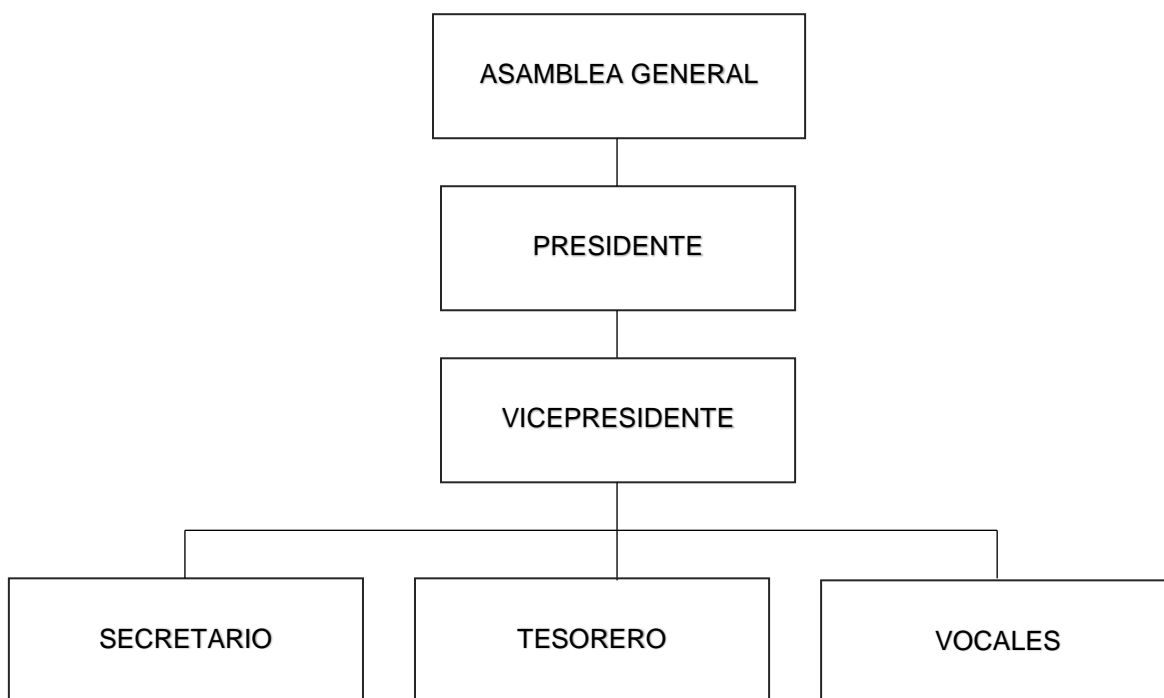 ASAMBLEA GENERAL
PRESIDENTE
VICEPRESIDENTE
SECRETARIO
TESORERO
VOCALES